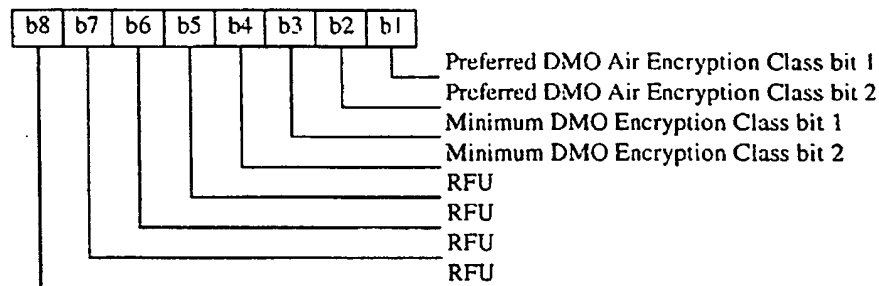 b8 b7 b6 b5 b4 b3 b2 b1
Preferred DMO Air Encryption Class bit 1
Preferred DMO Air Encryption Class bit 2
Minimum DMO Encryption Class bit 1
Minimum DMO Encryption Class bit 2
RFU
RFU
RFU
RFU